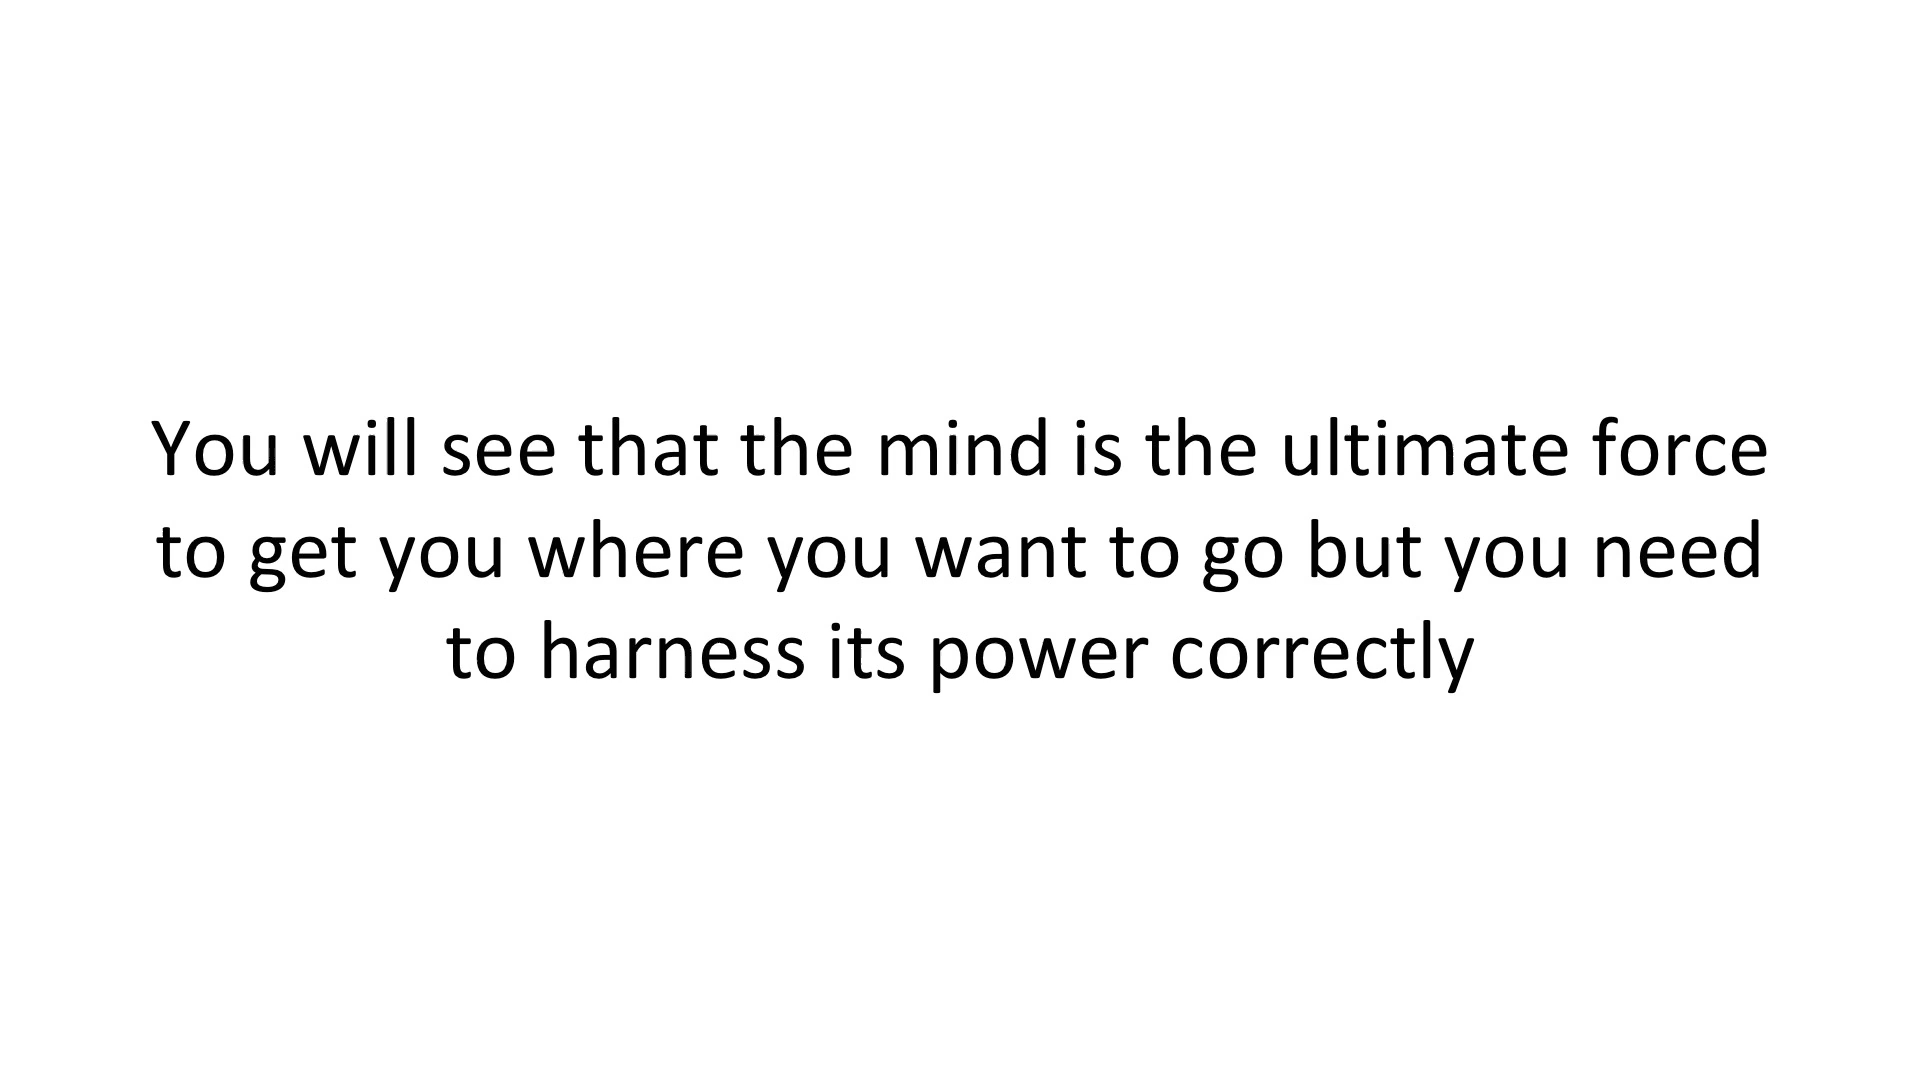 You will see that the mind is the ultimate force
to get you where you want to go but you need
to harness its power correctly